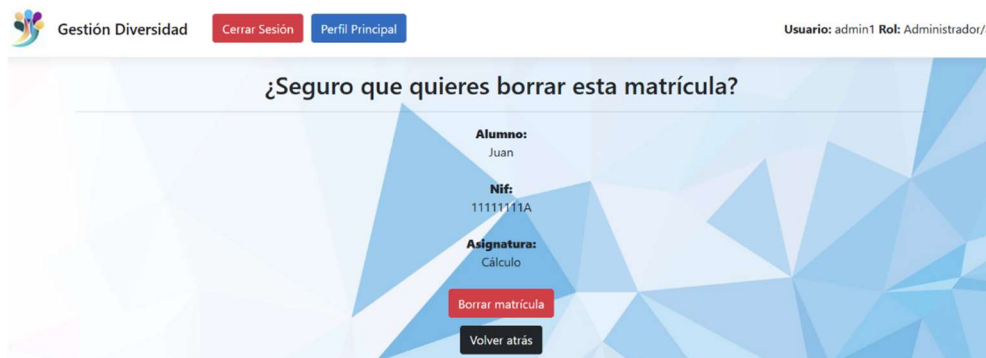 Gestión Diversidad Cerrar Sesión Perfil Principal Usuario: admin1 Rol: Administrador/
¿Seguro que quieres borrar esta matrícula?
Alumno:
Juan
Nif:
11111111A
Asignatura:
Cálculo
Borrar matrícula
Volver atrás